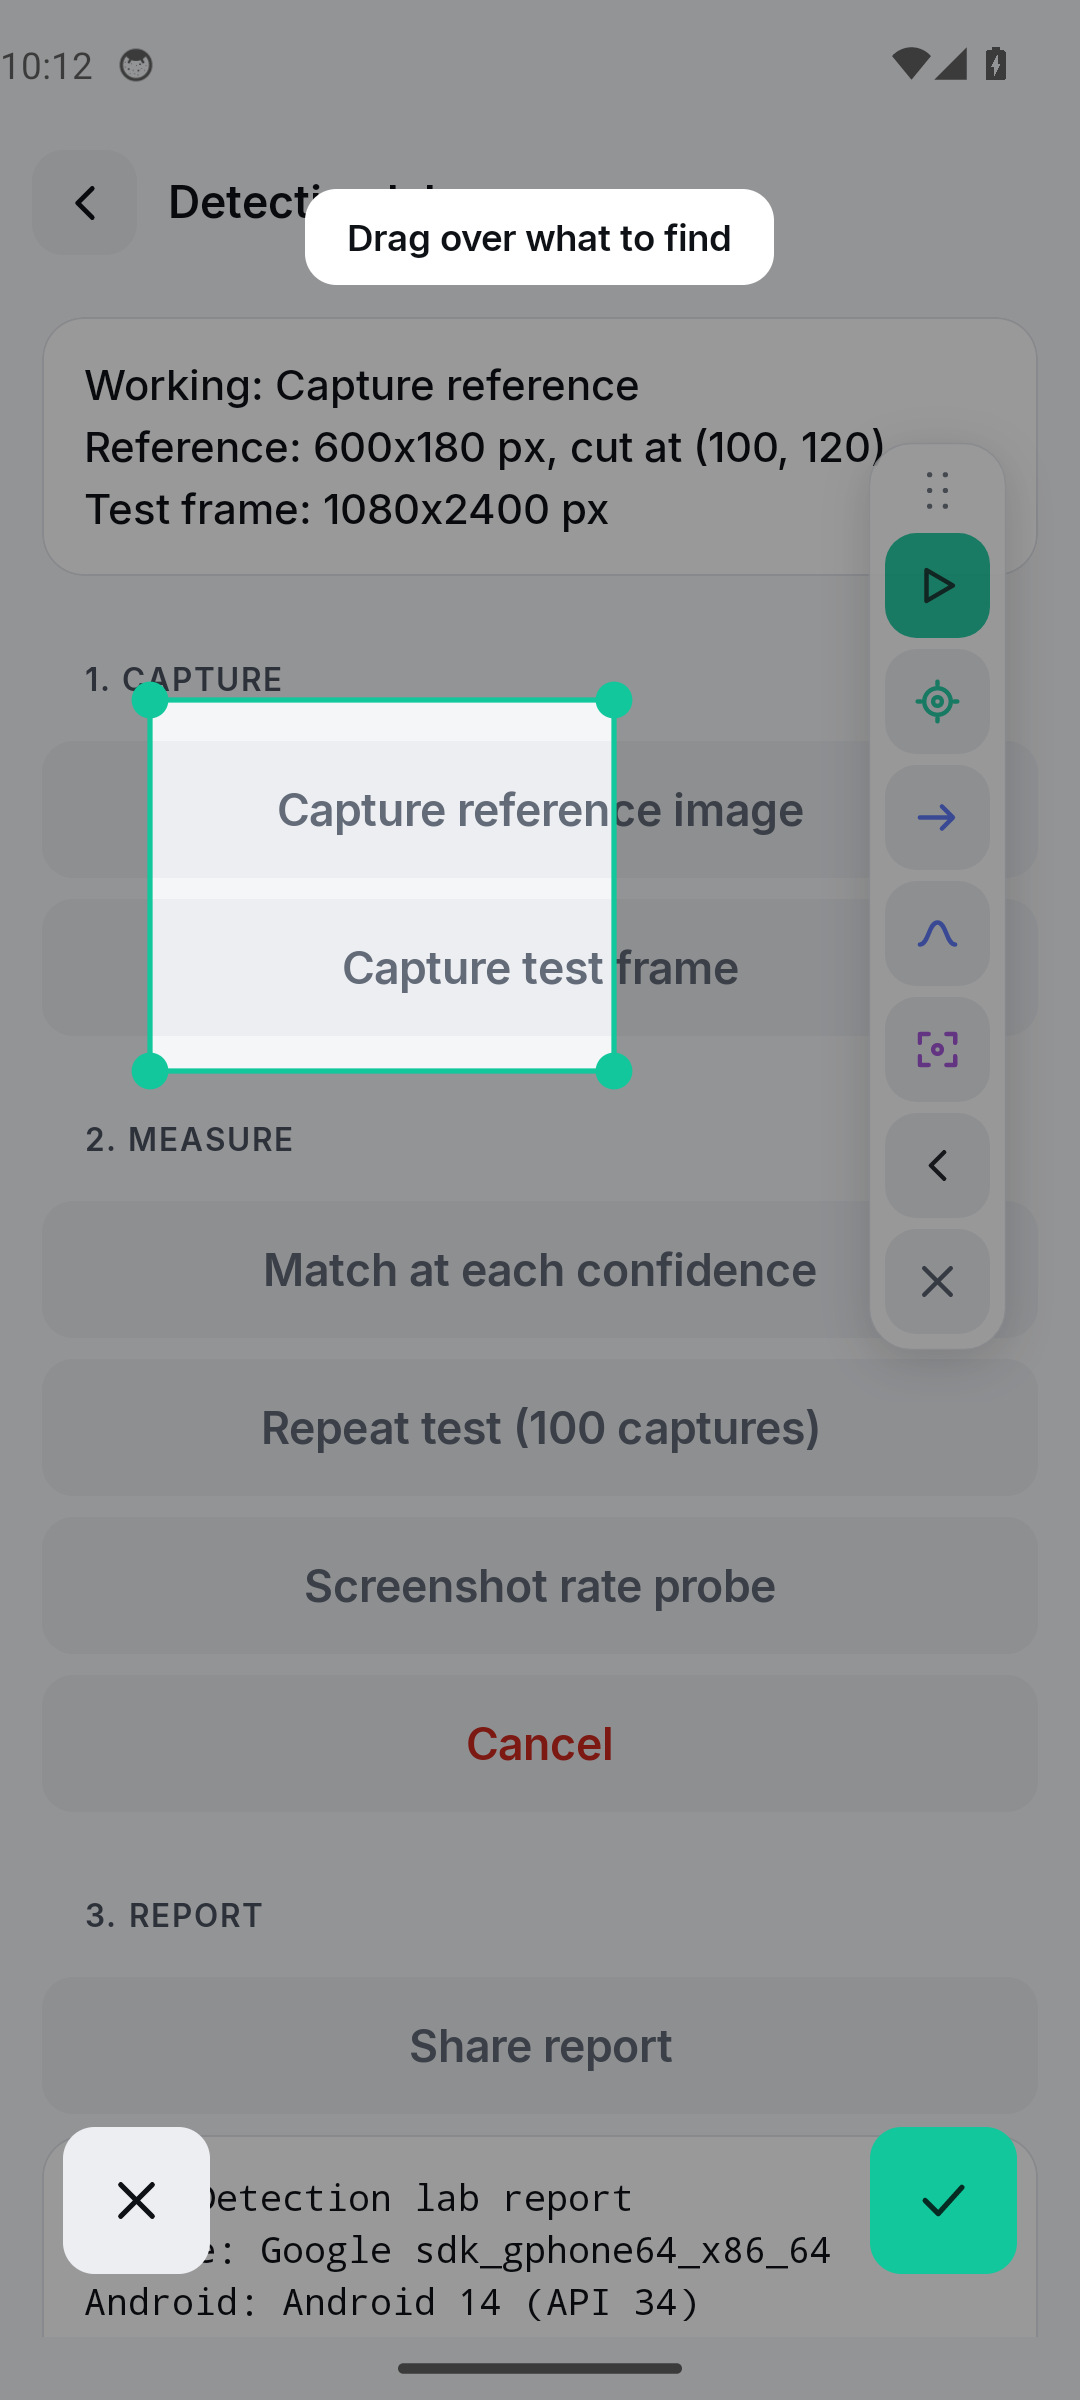 10:12
Detecti
Drag over what to find
Working: Capture reference
Reference: 600x180 px, cut at (100, 120)
Test frame: 1080x2400 px
1. CAPTURE
Capture reference image
Capture test frame
2. MEASURE
Match at each confidence
Repeat test (100 captures)
Screenshot rate probe
Cancel
3. REPORT
Share report
Detection lab report
e: Google sdk_gphone64_x86_64
Android: Android 14 (API 34)